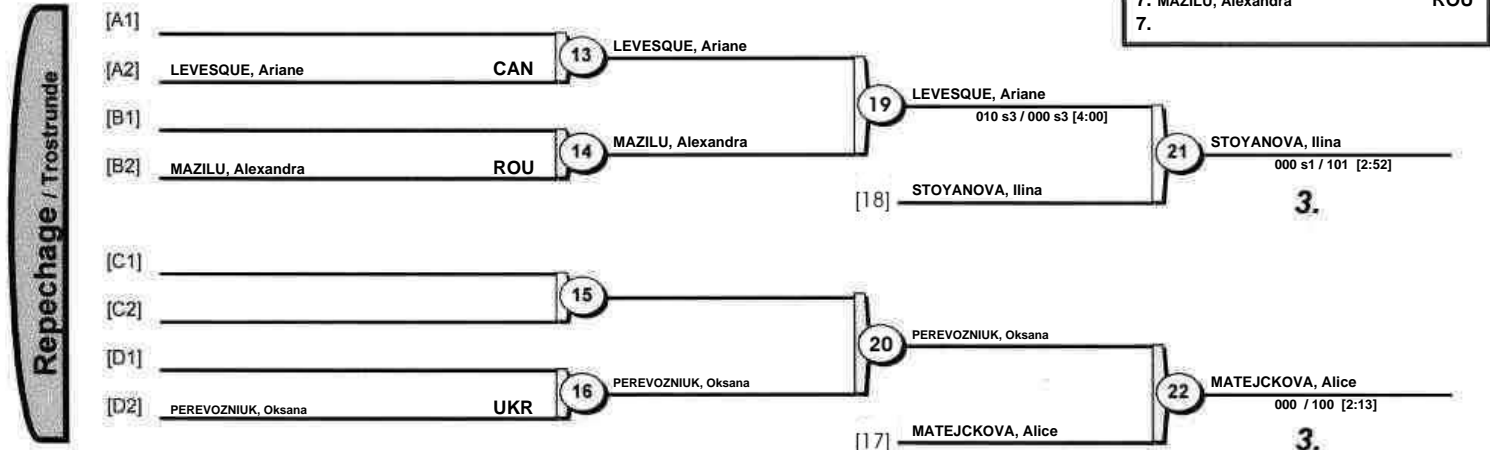 7. MAZILU, Alexandra ROU
7.
Repechage / Trostrunde
[A1]
[A2] LEVESQUE, Ariane CAN
13
LEVESQUE, Ariane
[B1]
[B2] MAZILU, Alexandra ROU
14
MAZILU, Alexandra
19
LEVESQUE, Ariane
010 s3 / 000 s3 [4:00]
[18] STOYANOVA, Ilina
21
STOYANOVA, Ilina
000 s1 / 101 [2:52]
3.
[C1]
[C2]
15
[D1]
[D2] PEREVOZNIUK, Oksana UKR
16
PEREVOZNIUK, Oksana
20
PEREVOZNIUK, Oksana
[17] MATEJCKOVA, Alice
22
MATEJCKOVA, Alice
000 / 100 [2:13]
3.